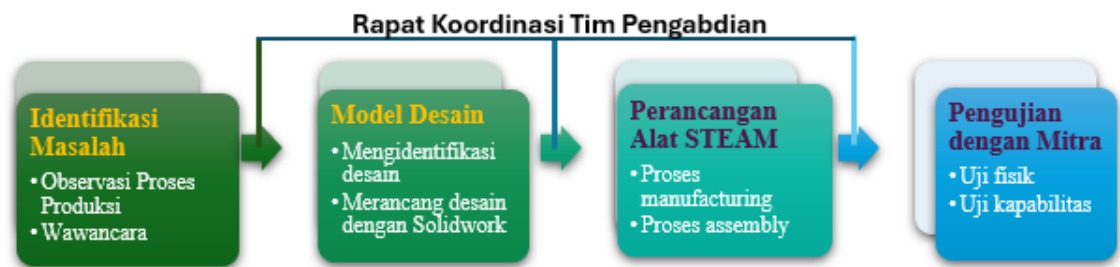 Rapat Koordinasi Tim Pengabdian
Identifikasi
Masalah
• Observasi Proses
Produksi
• Wawancara
Model Desain
• Mengidentifikasi
desain
• Merancang desain
dengan Solidwork
Perancangan
Alat STEAM
• Proses
manufacturing
• Proses assembly
Pengujian
dengan Mitra
• Uji fisik
• Uji kapabilitas